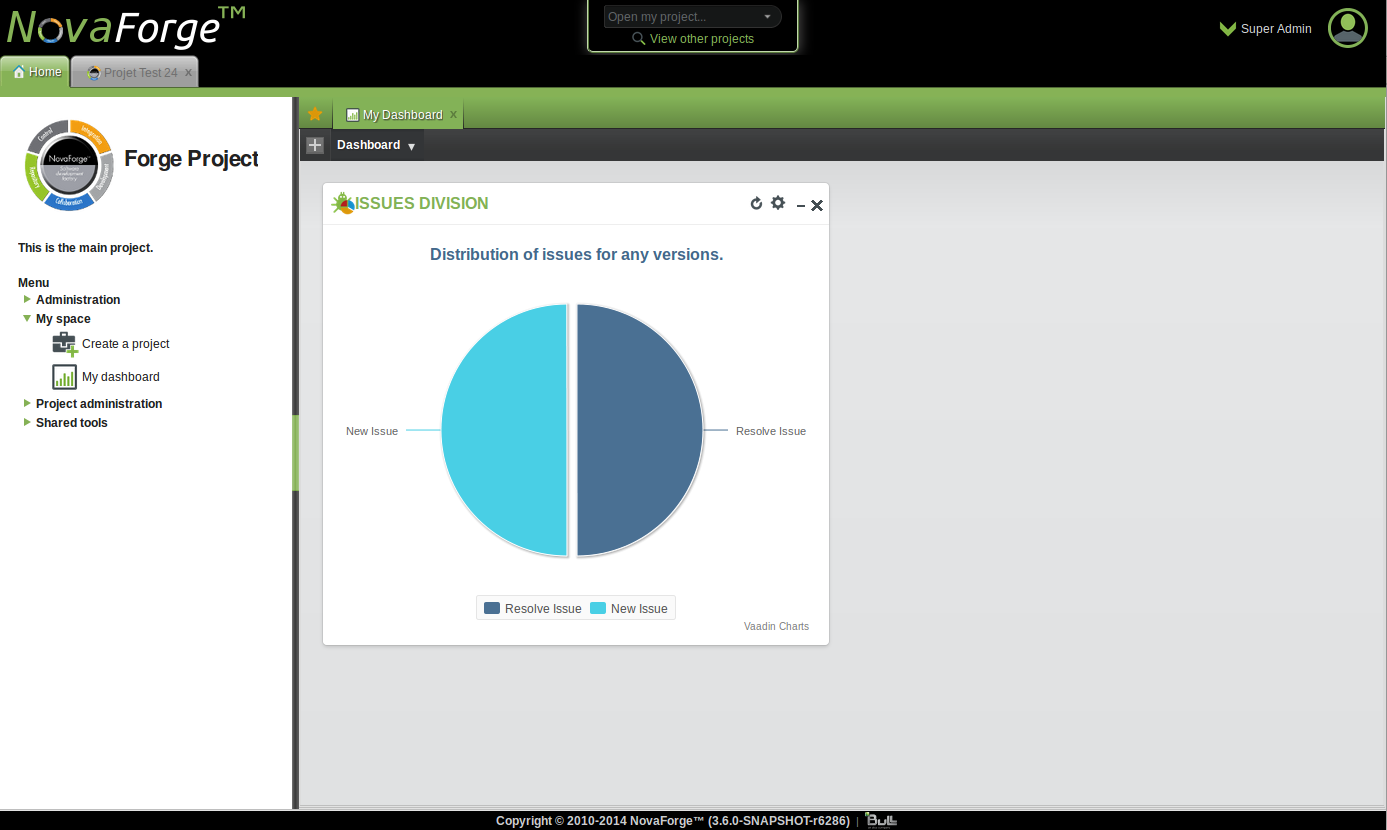 NovaForge™
Open my project...
View other projects
Super Admin
Home
Projet Test 24 x
My Dashboard x
Dashboard
Control
Integration
Development
Collaboration
Repository
NovaForge™
Software
development
factory
Forge Project
This is the main project.
Menu
Administration
My space
Create a project
My dashboard
Project administration
Shared tools
ISSUES DIVISION
Distribution of issues for any versions.
New Issue
Resolve Issue
Resolve Issue New Issue
Vaadin Charts
Copyright © 2010-2014 NovaForge™ (3.6.0-SNAPSHOT-r6286) | Bull